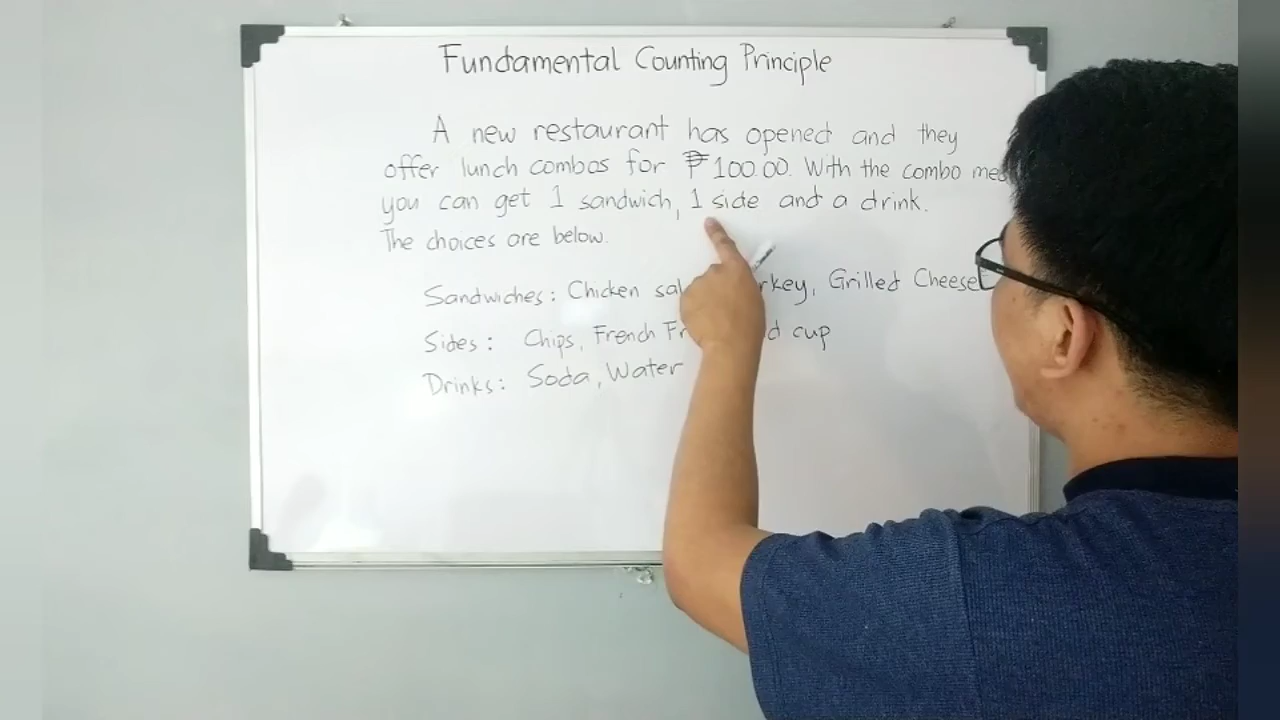 Fundamental Counting Principle
A new restaurant has opened and they
offer lunch combos for ₱100.00. With the combo
you can get 1 sandwich, 1 side and a drink.
The choices are below.
Sandwiches: Chicken Grilled Cheese
Sides: Chips, French cup
Drinks: Soda, Water